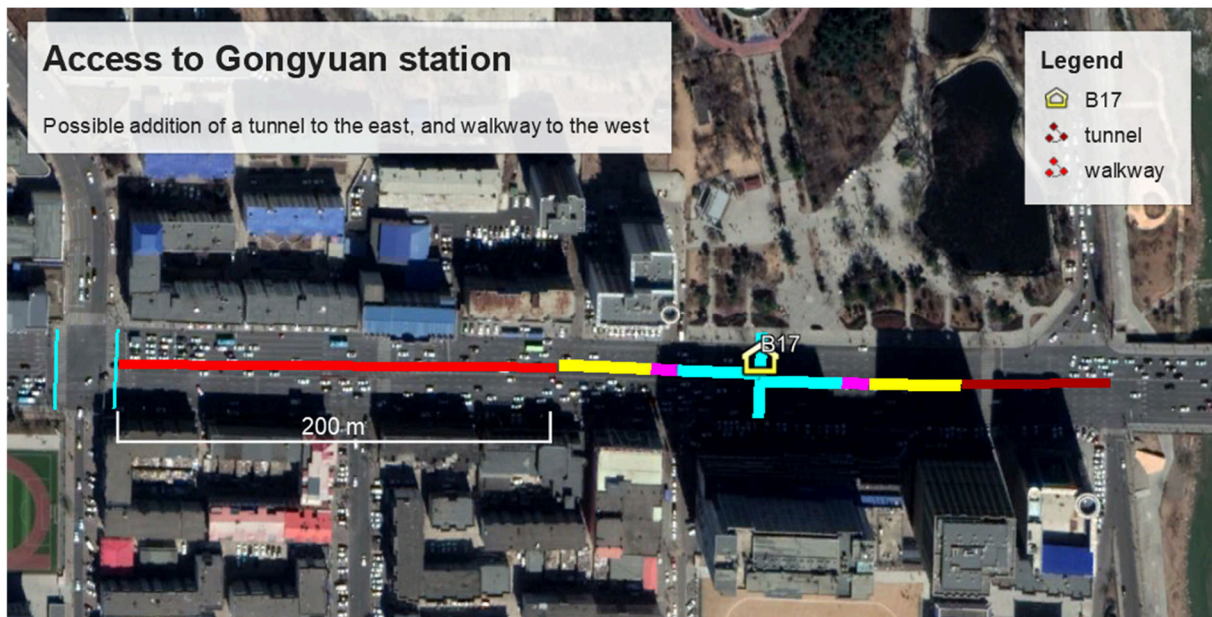 Access to Gongyuan station
Possible addition of a tunnel to the east, and walkway to the west
Legend
B17
tunnel
walkway
B17
200 m